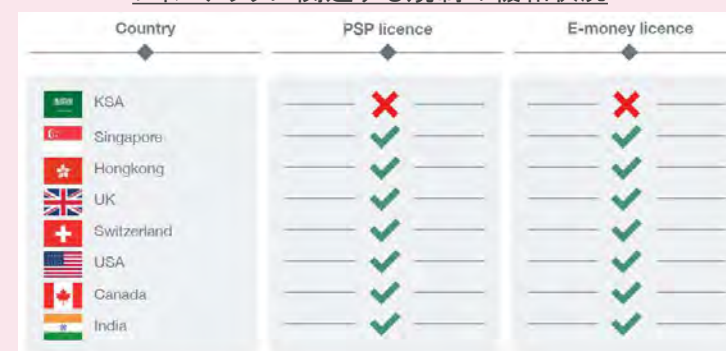 Country PSP licence E-money licence
KSA
Singapore
Hongkong
UK
Switzerland
USA
Canada
India